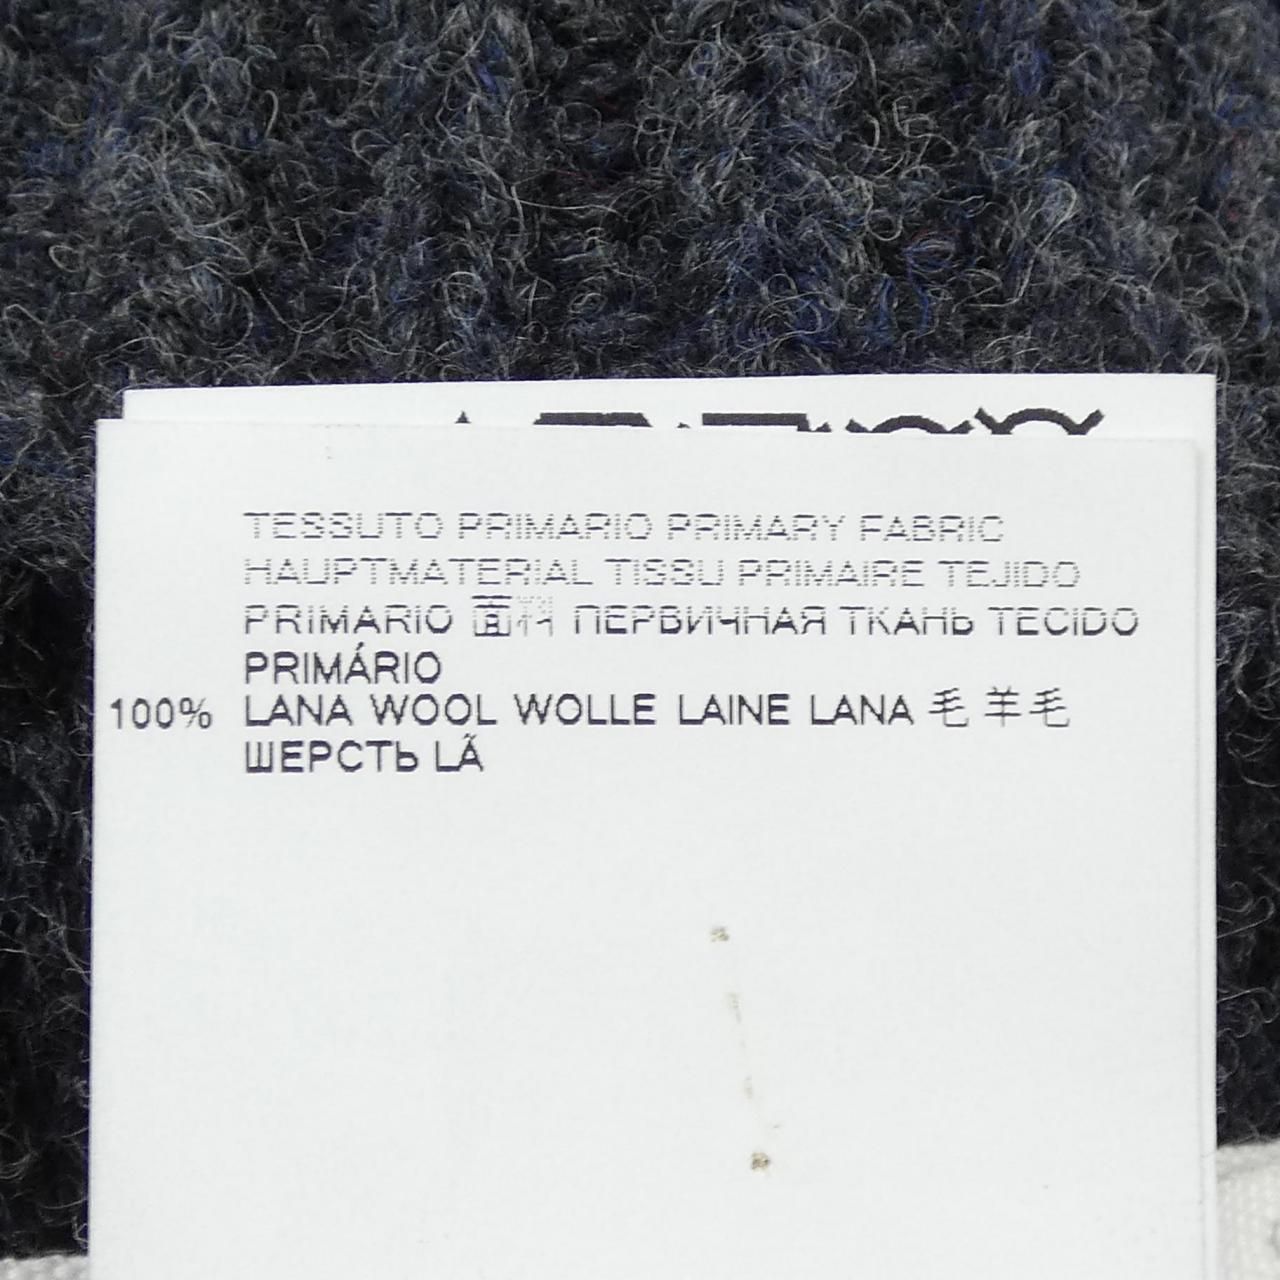 TESSUTO PRIMARIO PRIMARY FABRIC
HAUPTMATERIAL TISSU PRIMAIRE TEJIDO
PRIMARIO 面料 ПЕРВИЧНАЯ ТКАНЬ TECIDO
PRIMÁRIO
100% LANA WOOL WOLLE LAINE LANA 毛 羊毛
ШЕРСТЬ LÃ